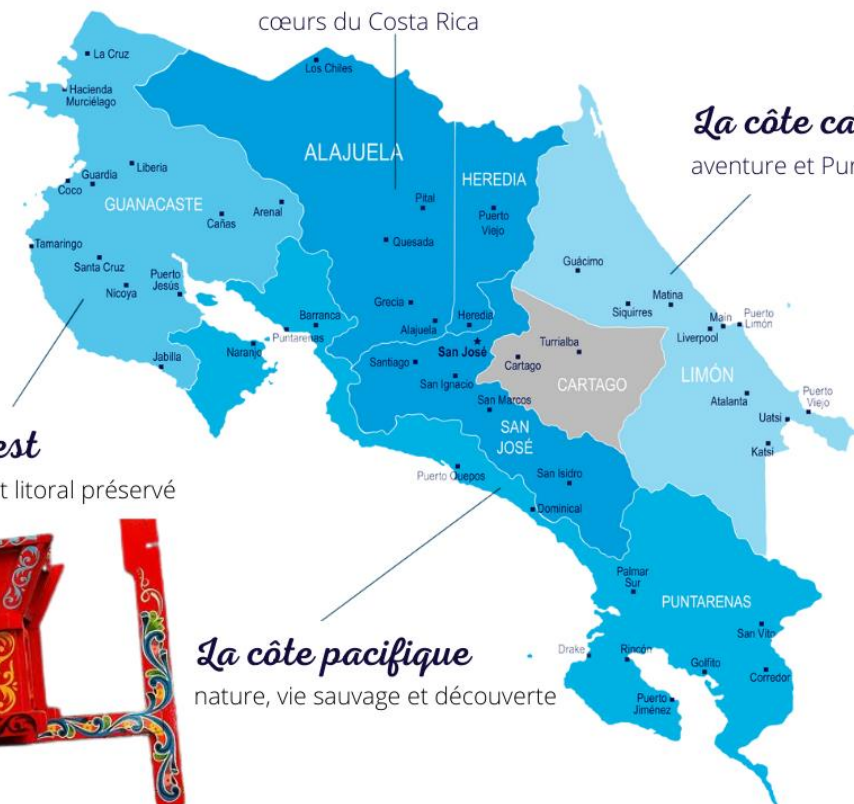 cœurs du Costa Rica
La Cruz
Los Chiles
Hacienda
Murciélago
La côte ca
aventure et Pur
ALAJUELA
HEREDIA
Liberia
Guardia
Coco
GUANACASTE
Arenal
Cañas
Pital
Puerto
Viejo
Quesada
Tamaringo
Santa Cruz
Nicoya
Puerto
Jesús
Guácimo
Siquirres
Matina
Main
Puerto
Limón
Liverpool
Grecia
Alajuela
Heredia
Barranca
Puntarenas
Naranjo
Jabilla
San José
Santiago
San Ignacio
Turrialba
Cartago
CARTAGO
LIMÓN
Atalanta
Puerto
Viejo
Uatsi
Katsi
San Marcos
SAN
JOSÉ
est
t litoral préservé
Puerto Quepos
San Isidro
Dominical
Palmar
Sur
PUNTARENAS
San Vito
Drake
Rincón
Golfito
Corredor
Puerto
Jiménez
La côte pacifique
nature, vie sauvage et découverte